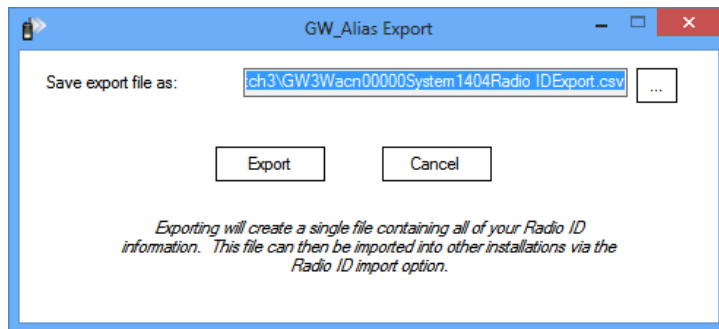 GW_Alias Export
Save export file as: :ch3\GW3Wacn00000System1404Radio IDExport.csv ...
Export Cancel
Exporting will create a single file containing all of your Radio ID
information. This file can then be imported into other installations via the
Radio ID import option.